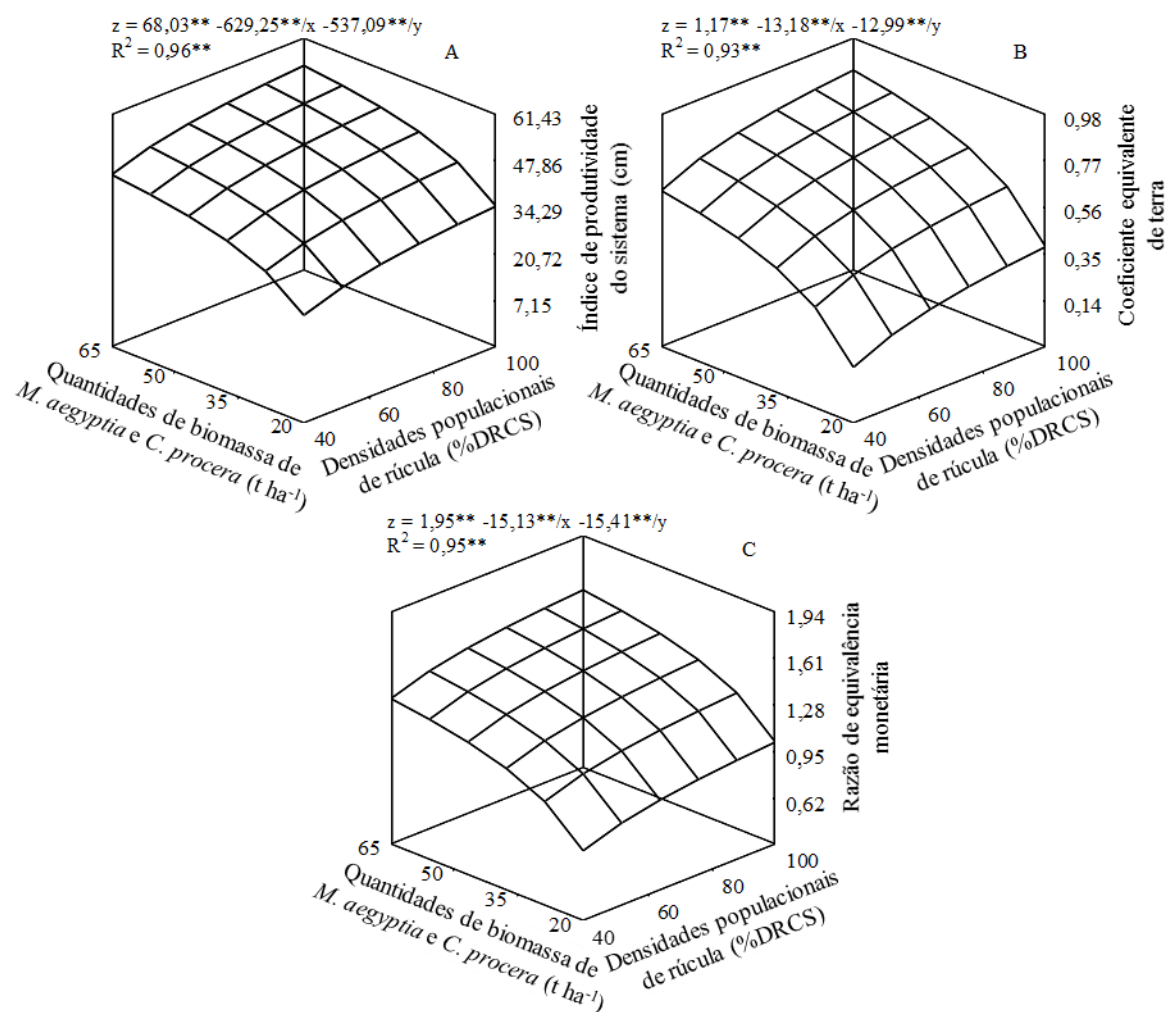 z = 68,03** -629,25**/x -537,09**/y
R² = 0,96**
A
61,43
47,86
34,29
20,72
7,15
Índice de produtividade
do sistema (cm)
65
50
35
20
Quantidades de biomassa de
M. aegyptia e C. procera (t ha⁻¹)
40
60
80
100
Densidades populacionais
de rúcula (%DRCS)
z = 1,17** -13,18**/x -12,99**/y
R² = 0,93**
B
0,98
0,77
0,56
0,35
0,14
Coeficiente equivalente
de terra
65
50
35
20
Quantidades de biomassa de
M. aegyptia e C. procera (t ha⁻¹)
40
60
80
100
Densidades populacionais
de rúcula (%DRCS)
z = 1,95** -15,13**/x -15,41**/y
R² = 0,95**
C
1,94
1,61
1,28
0,95
0,62
Razão de equivalência
monetária
65
50
35
20
Quantidades de biomassa de
M. aegyptia e C. procera (t ha⁻¹)
40
60
80
100
Densidades populacionais
de rúcula (%DRCS)